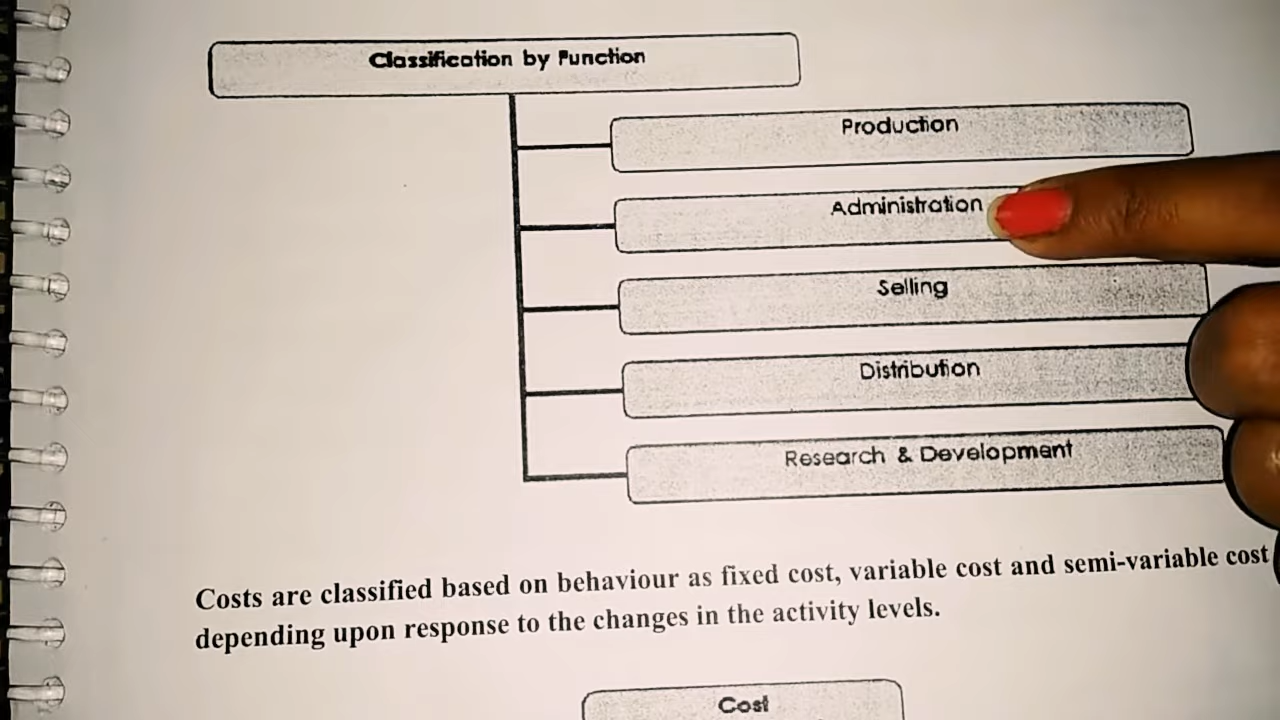 Classification by Function
Production
Administration
Selling
Distribution
Research & Development
Costs are classified based on behaviour as fixed cost, variable cost and semi-variable cost
depending upon response to the changes in the activity levels.
Cost